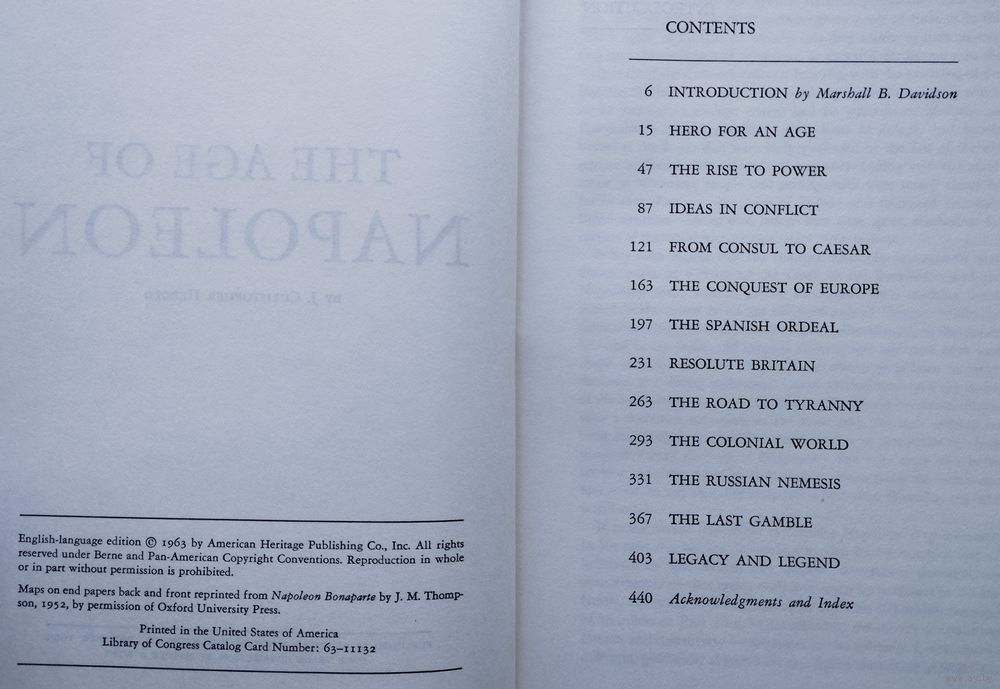 THE AGE OF
NAPOLEON
BY J. CHRISTOPHER HEROLD
English-language edition © 1963 by American Heritage Publishing Co., Inc. All rights
reserved under Berne and Pan-American Copyright Conventions. Reproduction in whole
or in part without permission is prohibited.
Maps on end papers back and front reprinted from Napoleon Bonaparte by J. M. Thomp-
son, 1952, by permission of Oxford University Press.
Printed in the United States of America
Library of Congress Catalog Card Number: 63-11132
CONTENTS
6 INTRODUCTION by Marshall B. Davidson
15 HERO FOR AN AGE
47 THE RISE TO POWER
87 IDEAS IN CONFLICT
121 FROM CONSUL TO CAESAR
163 THE CONQUEST OF EUROPE
197 THE SPANISH ORDEAL
231 RESOLUTE BRITAIN
263 THE ROAD TO TYRANNY
293 THE COLONIAL WORLD
331 THE RUSSIAN NEMESIS
367 THE LAST GAMBLE
403 LEGACY AND LEGEND
440 Acknowledgments and Index